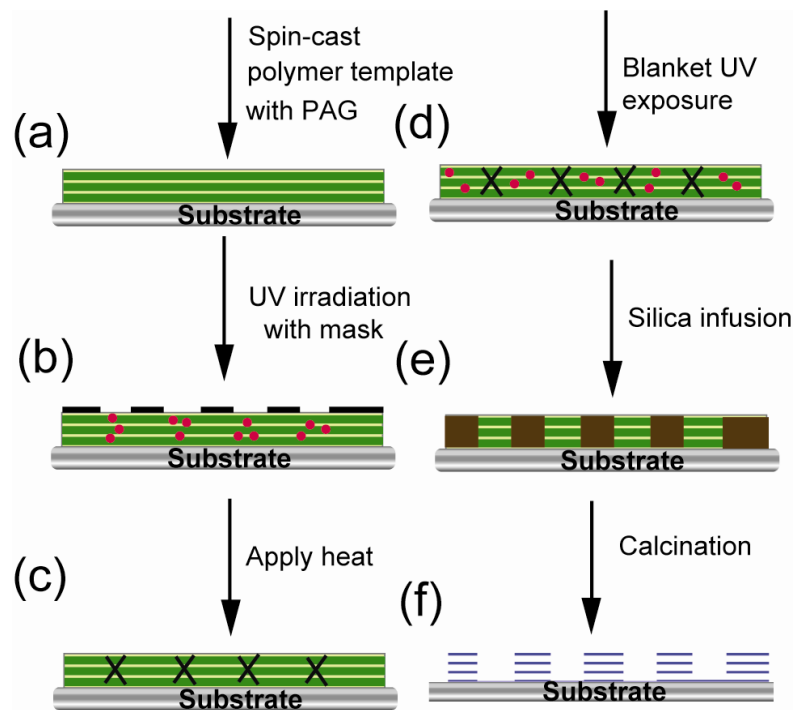 Spin-cast
polymer template
with PAG
(a)
Substrate
UV irradiation
with mask
(b)
Substrate
Apply heat
(c)
Substrate
Blanket UV
exposure
(d)
Substrate
Silica infusion
(e)
Substrate
Calcination
(f)
Substrate